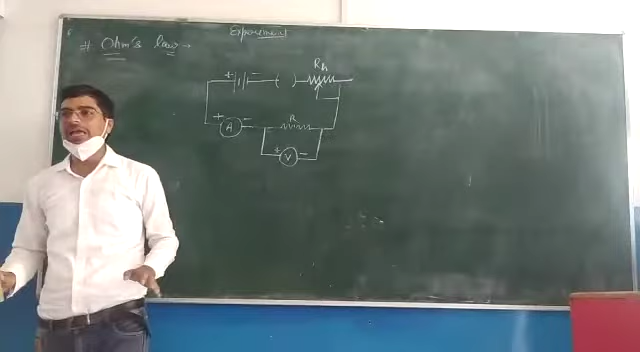 Experiment
# Ohm's law →
Rh
+ -
( )
+ A -
R
+ V -